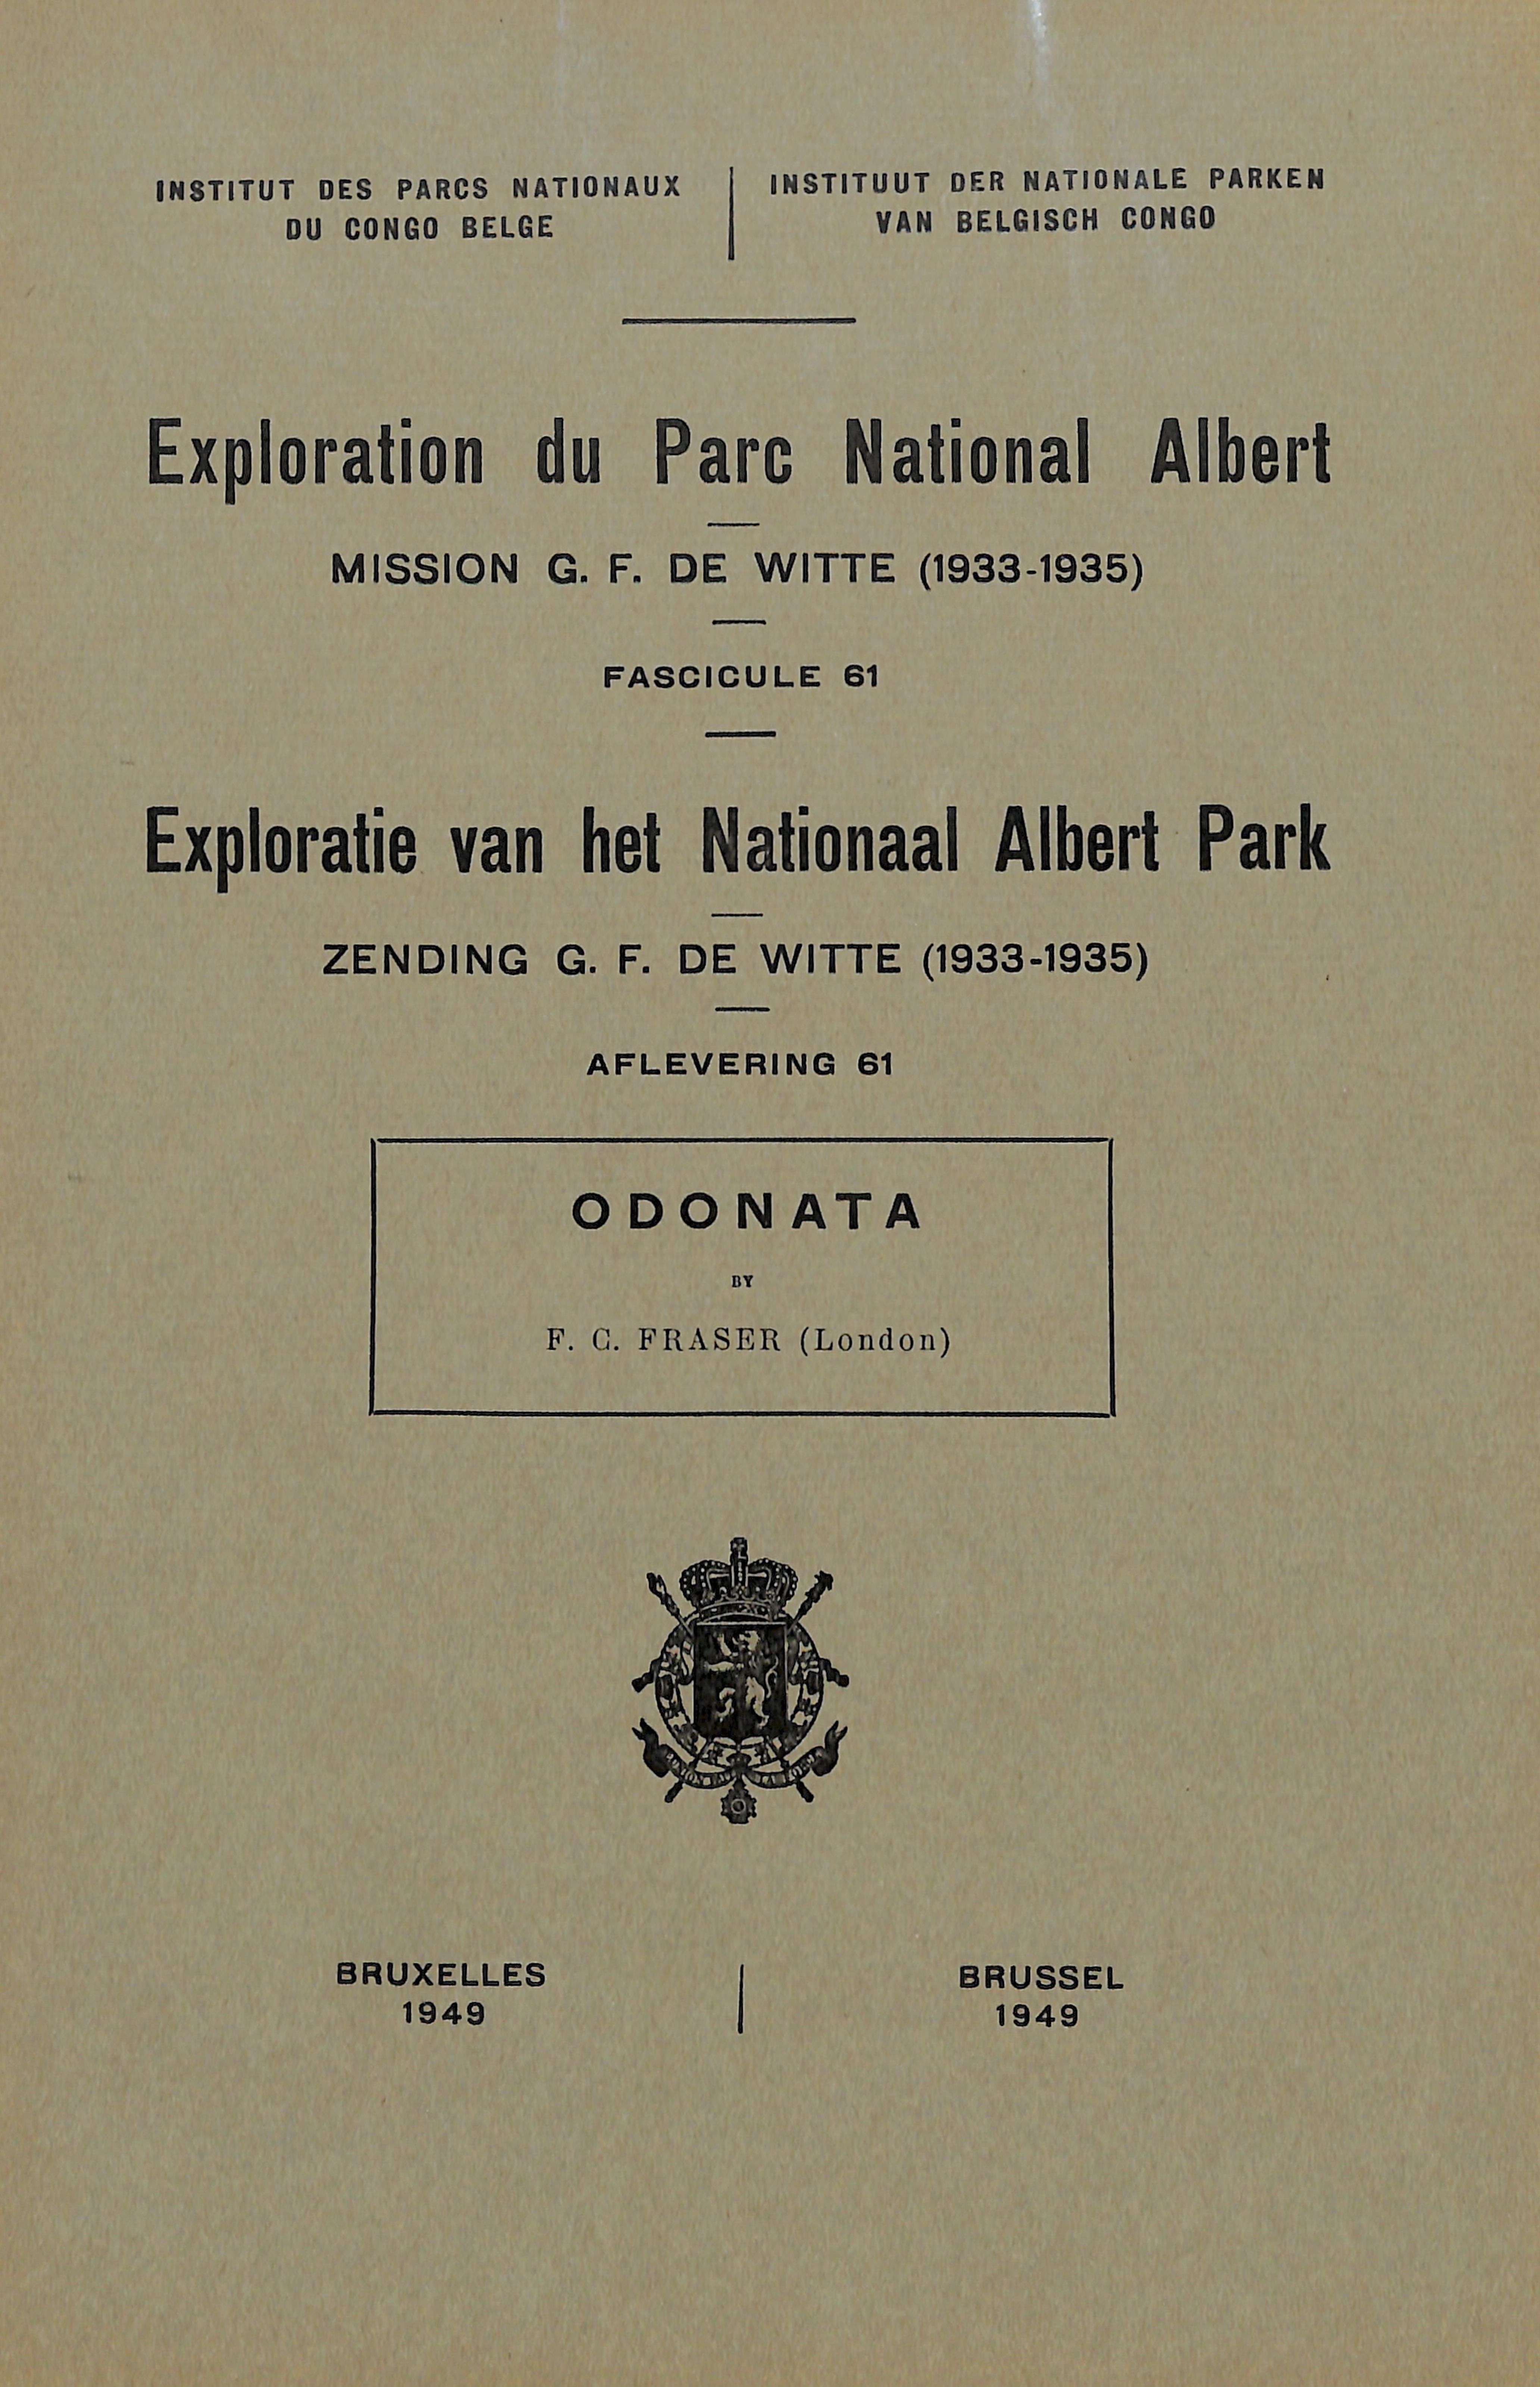 INSTITUT DES PARCS NATIONAUX
DU CONGO BELGE
INSTITUUT DER NATIONALE PARKEN
VAN BELGISCH CONGO
Exploration du Parc National Albert
MISSION G. F. DE WITTE (1933-1935)
FASCICULE 61
Exploratie van het Nationaal Albert Park
ZENDING G. F. DE WITTE (1933-1935)
AFLEVERING 61
ODONATA
BY
F. C. FRASER (London)
BRUXELLES
1949
BRUSSEL
1949